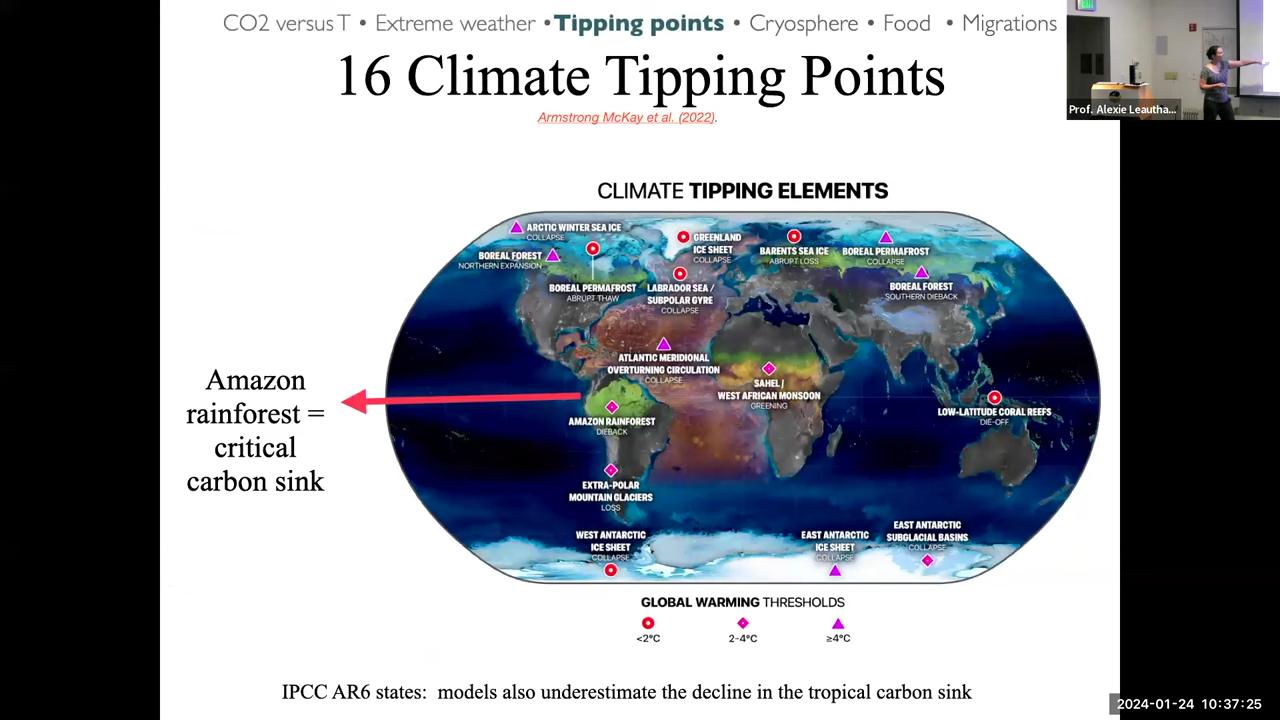 CO2 versus T • Extreme weather • Tipping points • Cryosphere • Food • Migrations
16 Climate Tipping Points
Armstrong McKay et al. (2022).
EXIT
Prof. Alexie Leautha...
CLIMATE TIPPING ELEMENTS
ARCTIC WINTER SEA ICE
COLLAPSE
GREENLAND
ICE SHEET
COLLAPSE
BARENTS SEA ICE
ABRUPT LOSS
BOREAL PERMAFROST
COLLAPSE
BOREAL FOREST
NORTHERN EXPANSION
BOREAL PERMAFROST
ABRUPT THAW
LABRADOR SEA /
SUBPOLAR GYRE
COLLAPSE
BOREAL FOREST
SOUTHERN DIEBACK
ATLANTIC MERIDIONAL
OVERTURNING CIRCULATION
COLLAPSE
SAHEL /
WEST AFRICAN MONSOON
GREENING
Amazon
rainforest =
critical
carbon sink
AMAZON RAINFOREST
DIEBACK
LOW-LATITUDE CORAL REEFS
DIE-OFF
EXTRA-POLAR
MOUNTAIN GLACIERS
LOSS
WEST ANTARCTIC
ICE SHEET
COLLAPSE
EAST ANTARCTIC
ICE SHEET
COLLAPSE
EAST ANTARCTIC
SUBGLACIAL BASINS
COLLAPSE
GLOBAL WARMING THRESHOLDS
<2°C
2-4°C
≥4°C
IPCC AR6 states: models also underestimate the decline in the tropical carbon sink
2024-01-24 10:37:25